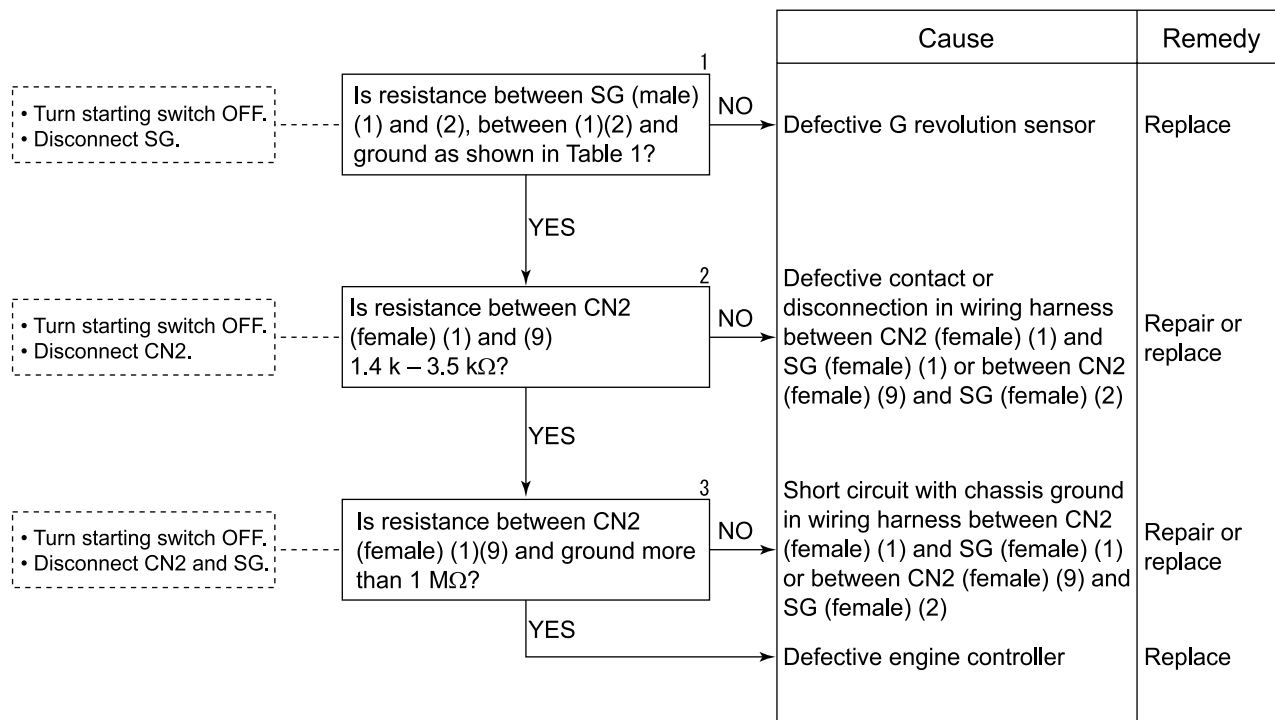 Cause
Remedy
• Turn starting switch OFF.
• Disconnect SG.
1
Is resistance between SG (male)
(1) and (2), between (1)(2) and
ground as shown in Table 1?
NO
Defective G revolution sensor
Replace
YES
• Turn starting switch OFF.
• Disconnect CN2.
2
Is resistance between CN2
(female) (1) and (9)
1.4 k – 3.5 kΩ?
NO
Defective contact or
disconnection in wiring harness
between CN2 (female) (1) and
SG (female) (1) or between CN2
(female) (9) and SG (female) (2)
Repair or
replace
YES
• Turn starting switch OFF.
• Disconnect CN2 and SG.
3
Is resistance between CN2
(female) (1)(9) and ground more
than 1 MΩ?
NO
Short circuit with chassis ground
in wiring harness between CN2
(female) (1) and SG (female) (1)
or between CN2 (female) (9) and
SG (female) (2)
Repair or
replace
YES
Defective engine controller
Replace